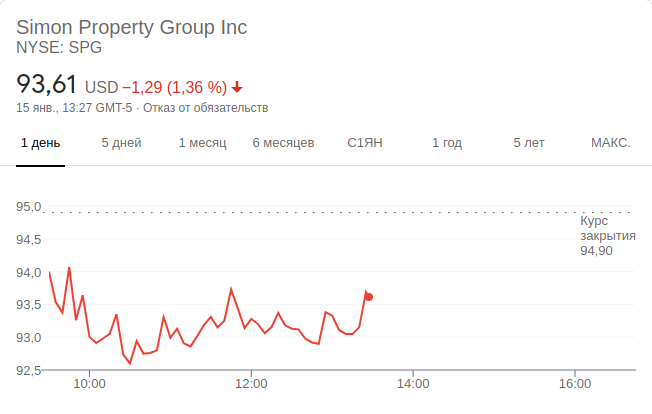 Simon Property Group Inc
NYSE: SPG
93,61 USD −1,29 (1,36 %)
15 янв., 13:27 GMT-5 · Отказ от обязательств
1 день 5 дней 1 месяц 6 месяцев С1ЯН 1 год 5 лет МАКС.
95,0
Курс
закрытия
94,90
94,5
94,0
93,5
93,0
92,5
10:00 12:00 14:00 16:00